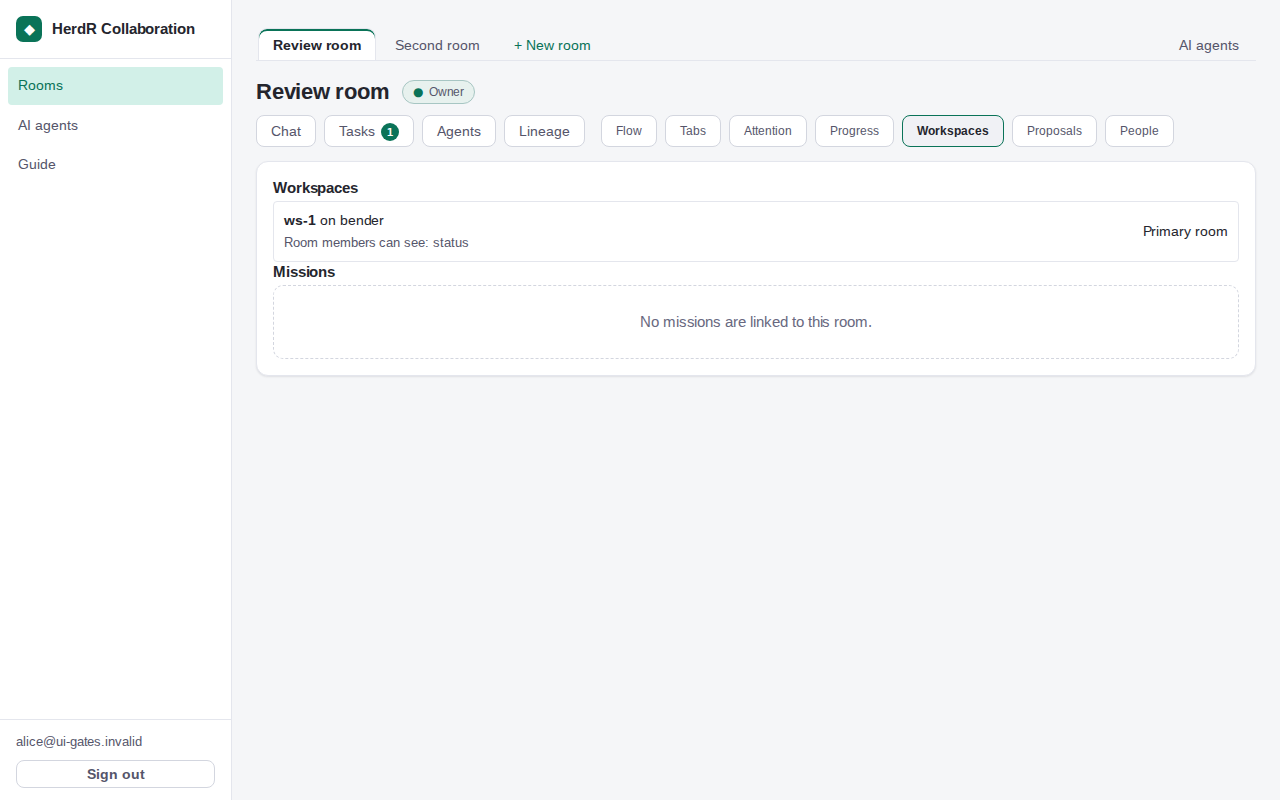 HerdR Collaboration
Rooms
AI agents
Guide
alice@ui-gates.invalid
Sign out
Review room
Second room
+ New room
AI agents
Review room
Owner
Chat
Tasks 1
Agents
Lineage
Flow
Tabs
Attention
Progress
Workspaces
Proposals
People
Workspaces
ws-1 on bender
Room members can see: status
Primary room
Missions
No missions are linked to this room.